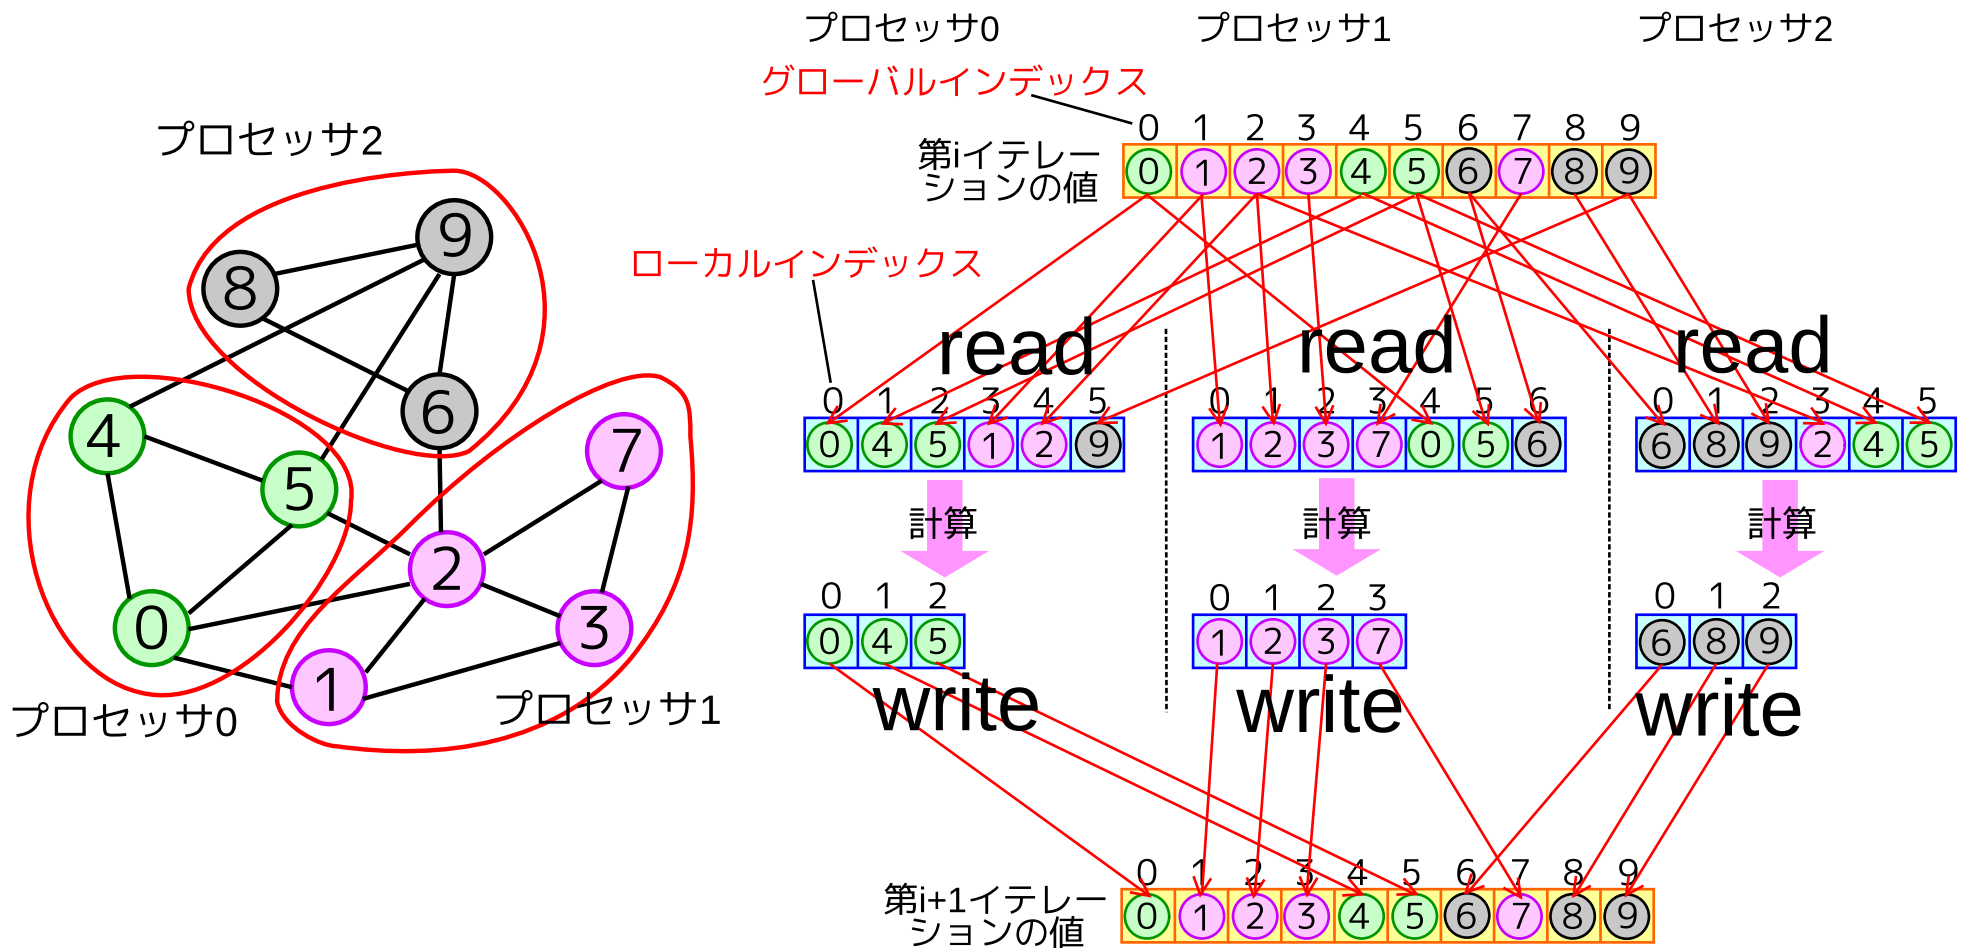 プロセッサ0 プロセッサ1 プロセッサ2
グローバルインデックス
0 1 2 3 4 5 6 7 8 9
第iイテレー
ションの値
0 1 2 3 4 5 6 7 8 9
ローカルインデックス
read read read
0 1 2 3 4 5 0 1 2 3 4 5 6 0 1 2 3 4 5
0 4 5 1 2 9 1 2 3 7 0 5 6 6 8 9 2 4 5
計算 計算 計算
0 1 2 0 1 2 3 0 1 2
0 4 5 1 2 3 7 6 8 9
write write write
0 1 2 3 4 5 6 7 8 9
第i+1イテレー
ションの値
0 1 2 3 4 5 6 7 8 9
プロセッサ2
9
8
6
4
7
5
2
0
3
1
プロセッサ0
プロセッサ1